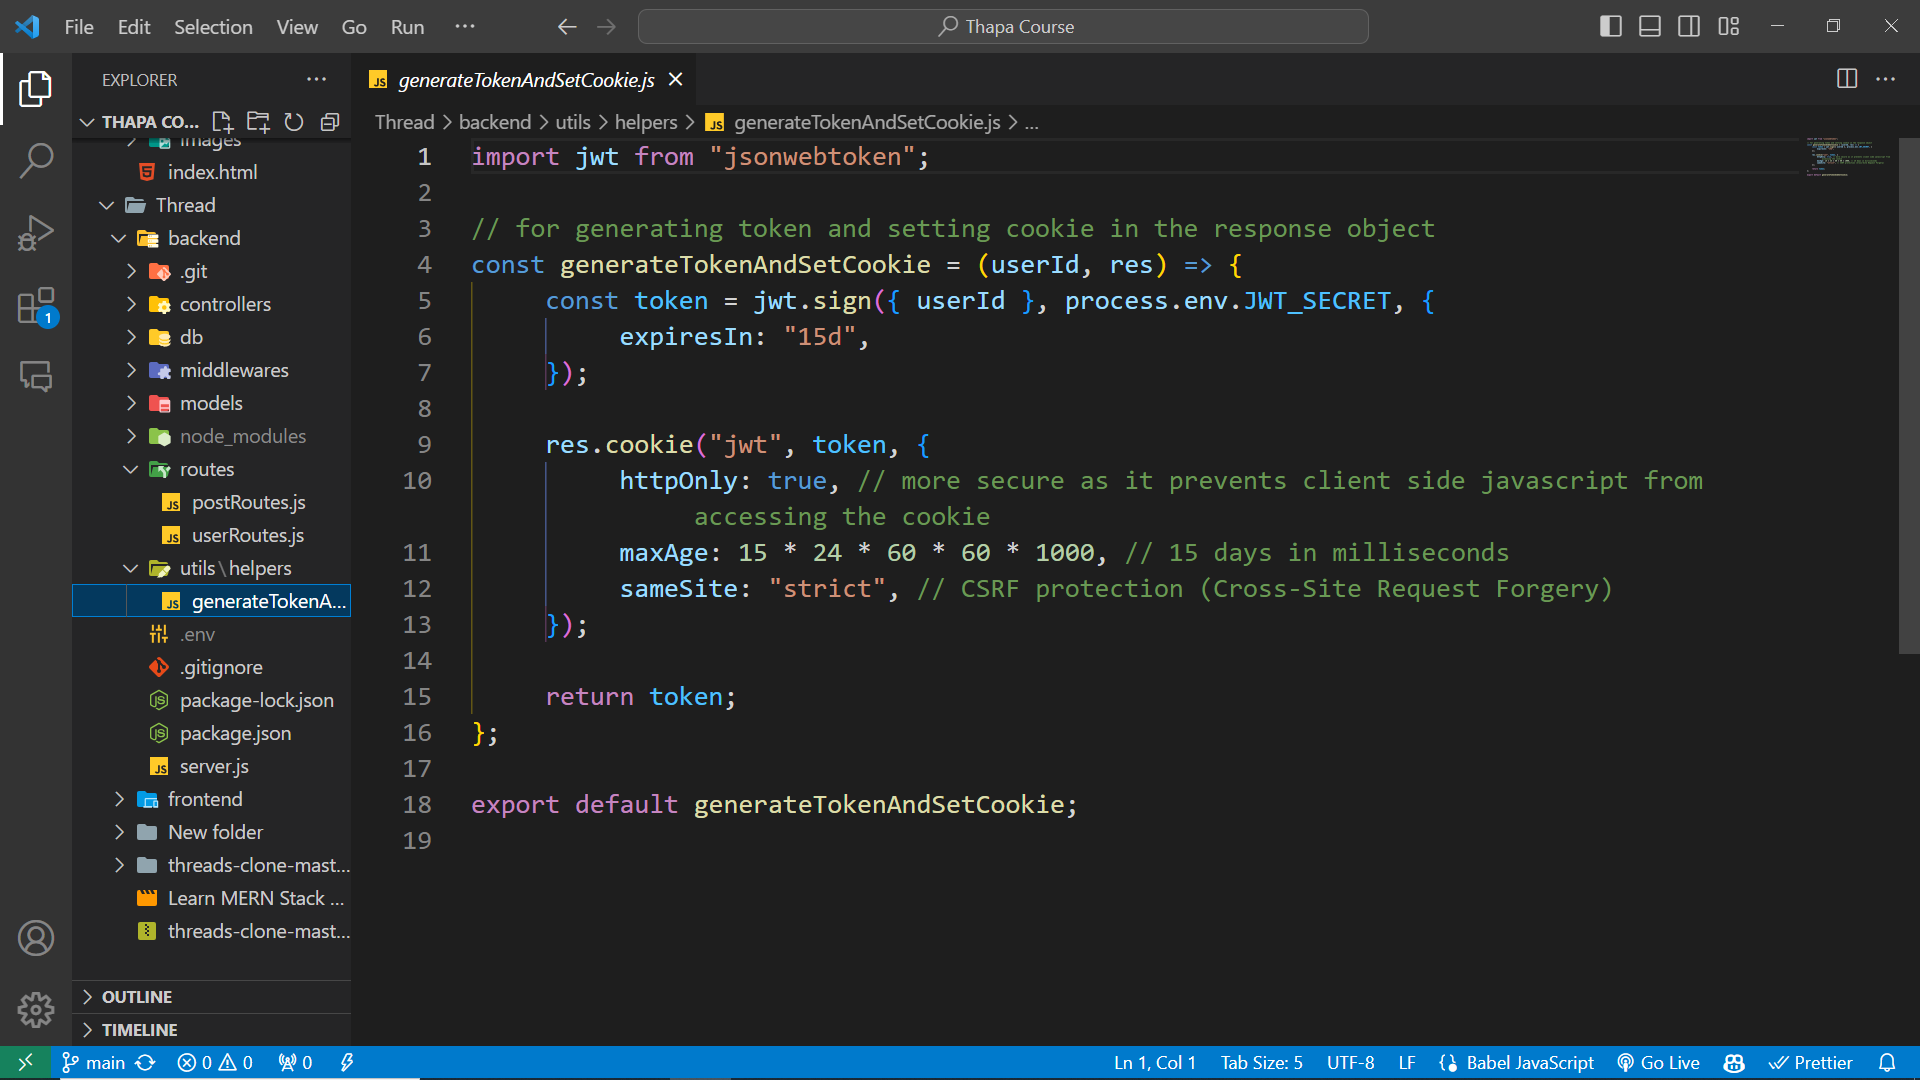 File Edit Selection View Go Run ...
Thapa Course
EXPLORER
THAPA CO...
images
index.html
Thread
backend
.git
controllers
db
middlewares
models
node_modules
routes
postRoutes.js
userRoutes.js
utils\helpers
generateTokenA...
.env
.gitignore
package-lock.json
package.json
server.js
frontend
New folder
threads-clone-mast...
Learn MERN Stack ...
threads-clone-mast...
OUTLINE
TIMELINE
1
generateTokenAndSetCookie.js
Thread > backend > utils > helpers > JS generateTokenAndSetCookie.js > ...
1 import jwt from "jsonwebtoken";
2
3 // for generating token and setting cookie in the response object
4 const generateTokenAndSetCookie = (userId, res) => {
5 const token = jwt.sign({ userId }, process.env.JWT_SECRET, {
6 expiresIn: "15d",
7 });
8
9 res.cookie("jwt", token, {
10 httpOnly: true, // more secure as it prevents client side javascript from
accessing the cookie
11 maxAge: 15 * 24 * 60 * 60 * 1000, // 15 days in milliseconds
12 sameSite: "strict", // CSRF protection (Cross-Site Request Forgery)
13 });
14
15 return token;
16 };
17
18 export default generateTokenAndSetCookie;
19
main 0 0 0 Ln 1, Col 1 Tab Size: 5 UTF-8 LF {} Babel JavaScript Go Live Prettier